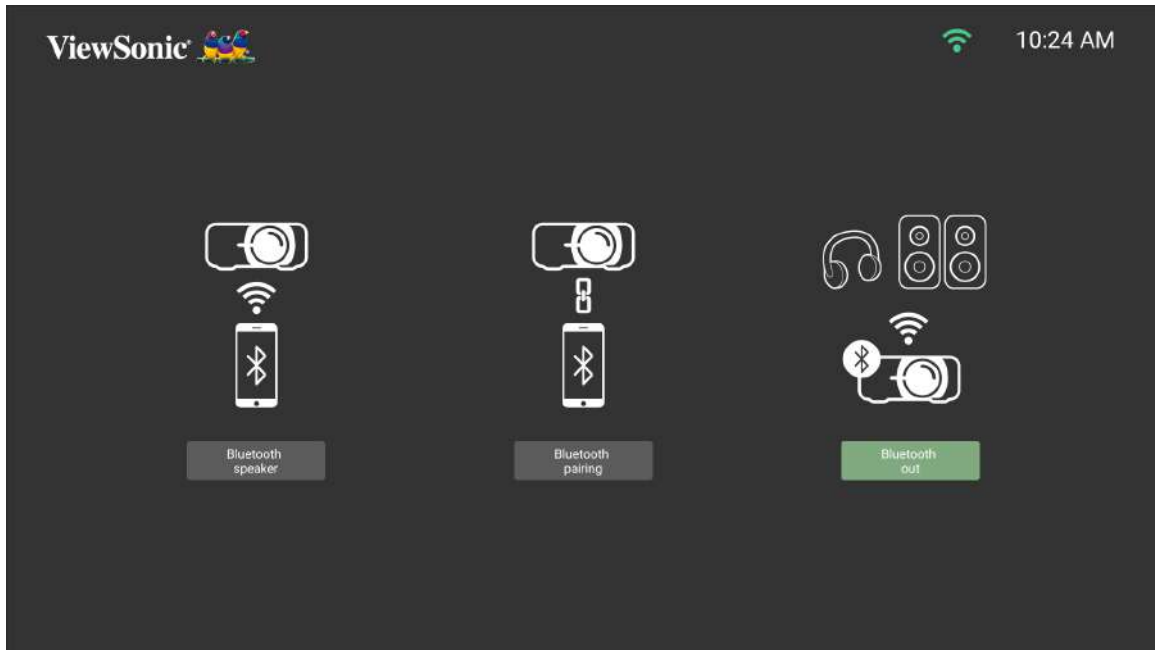 ViewSonic®
10:24 AM
Bluetooth
speaker
Bluetooth
pairing
Bluetooth
out